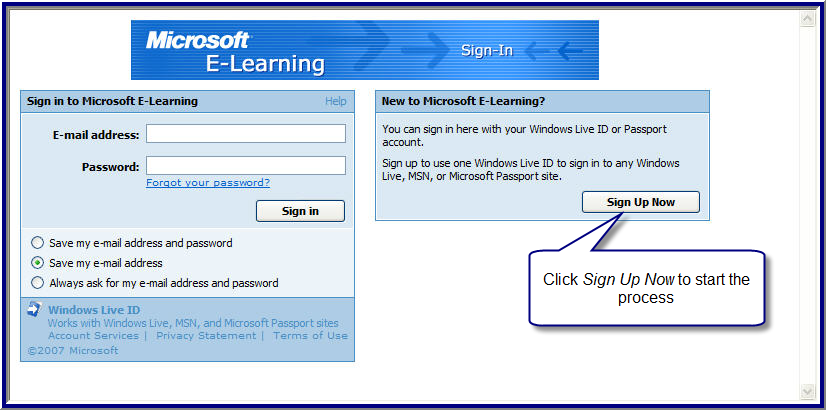 Microsoft
E-Learning
Sign-In
Sign in to Microsoft E-Learning
Help
E-mail address:
Password:
Forgot your password?
Sign in
Save my e-mail address and password
Save my e-mail address
Always ask for my e-mail address and password
Windows Live ID
Works with Windows Live, MSN, and Microsoft Passport sites
Account Services | Privacy Statement | Terms of Use
©2007 Microsoft
New to Microsoft E-Learning?
You can sign in here with your Windows Live ID or Passport
account.
Sign up to use one Windows Live ID to sign in to any Windows
Live, MSN, or Microsoft Passport site.
Sign Up Now
Click Sign Up Now to start the
process